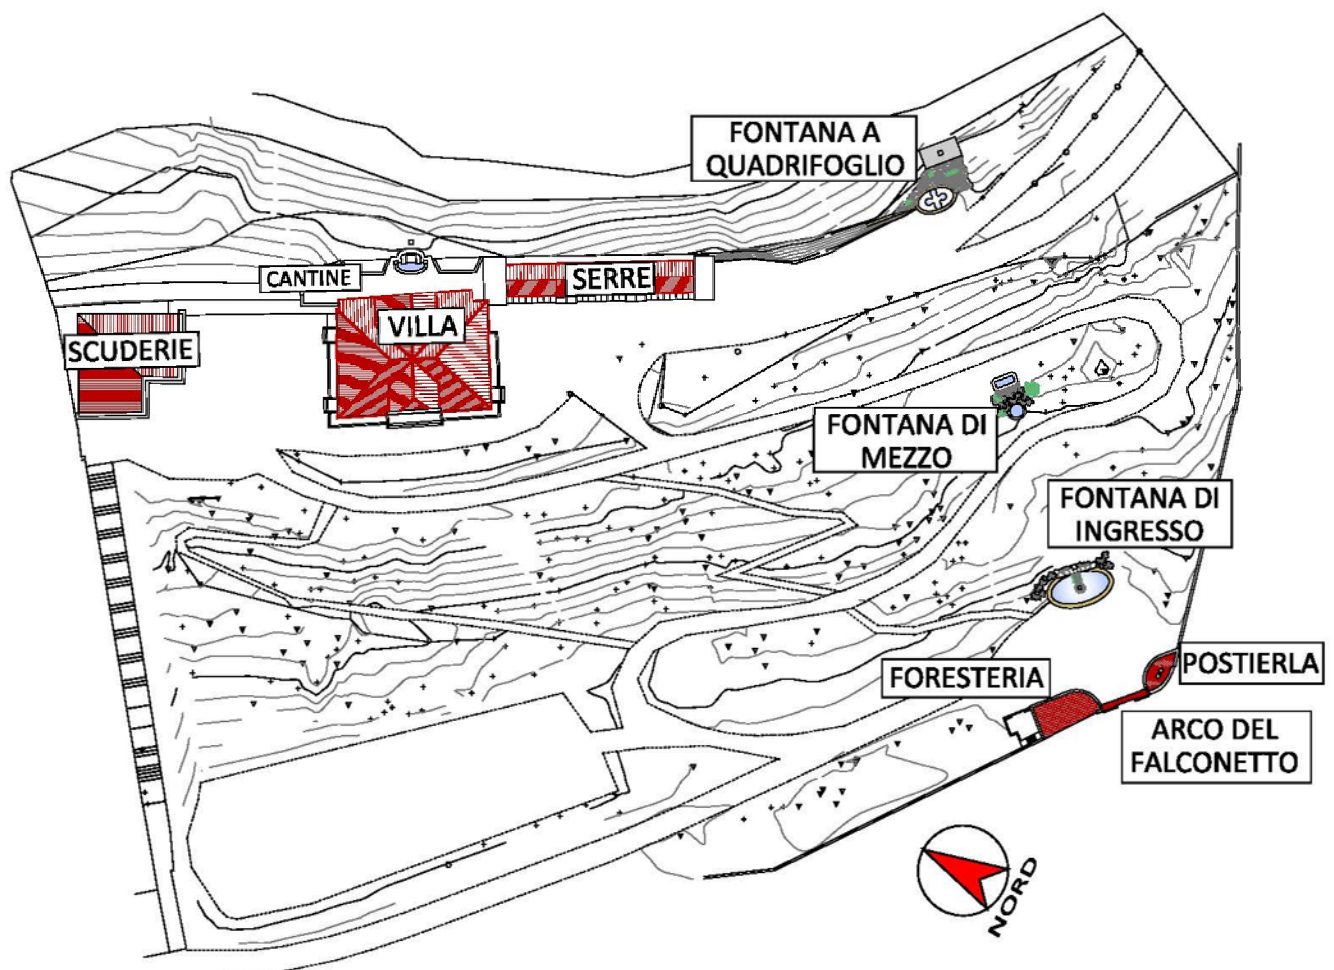 FONTANA A
QUADRIFOGLIO
CANTINE
SERRE
VILLA
SCUDERIE
FONTANA DI
MEZZO
FONTANA DI
INGRESSO
FORESTERIA
POSTIERLA
ARCO DEL
FALCONETTO
NORD